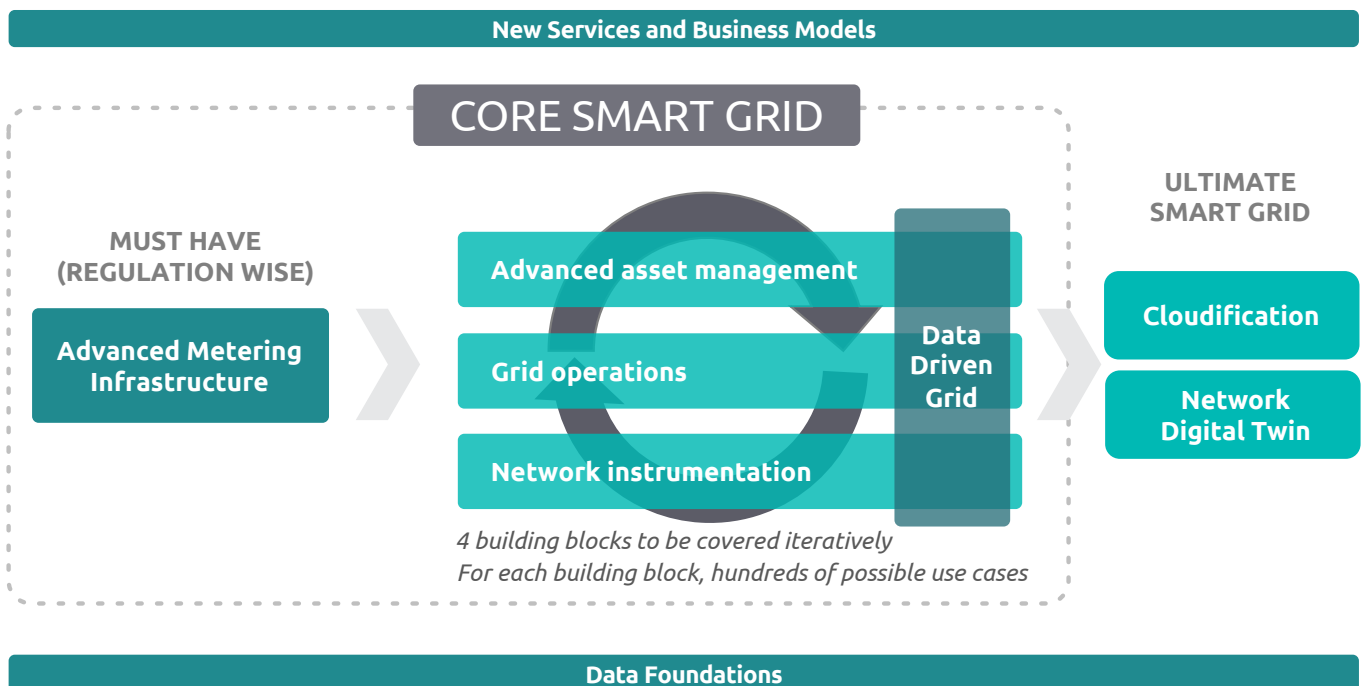 New Services and Business Models
CORE SMART GRID
MUST HAVE
(REGULATION WISE)
Advanced Metering
Infrastructure
Advanced asset management
Grid operations
Network instrumentation
Data
Driven
Grid
4 building blocks to be covered iteratively
For each building block, hundreds of possible use cases
ULTIMATE
SMART GRID
Cloudification
Network
Digital Twin
Data Foundations